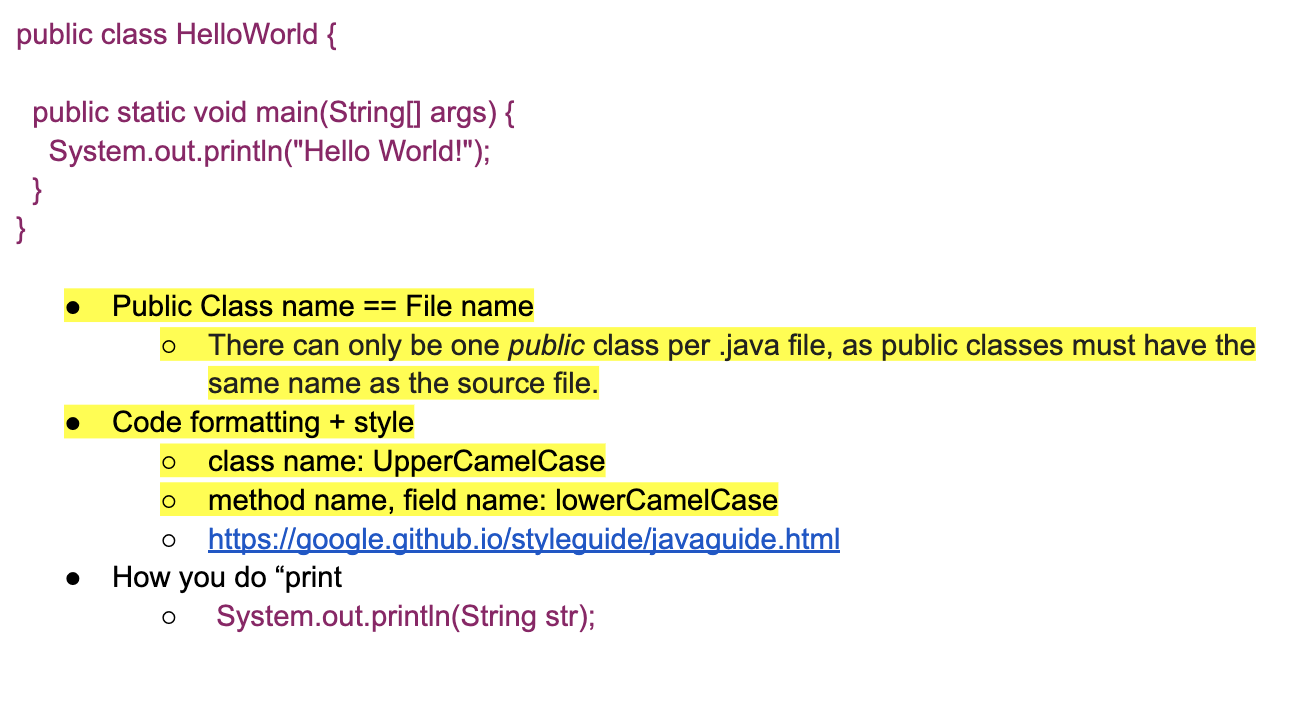 public class HelloWorld {
public static void main(String[] args) {
System.out.println("Hello World!");
}
}
● Public Class name == File name
○ There can only be one public class per .java file, as public classes must have the
same name as the source file.
● Code formatting + style
○ class name: UpperCamelCase
○ method name, field name: lowerCamelCase
○ https://google.github.io/styleguide/javaguide.html
● How you do “print
○ System.out.println(String str);